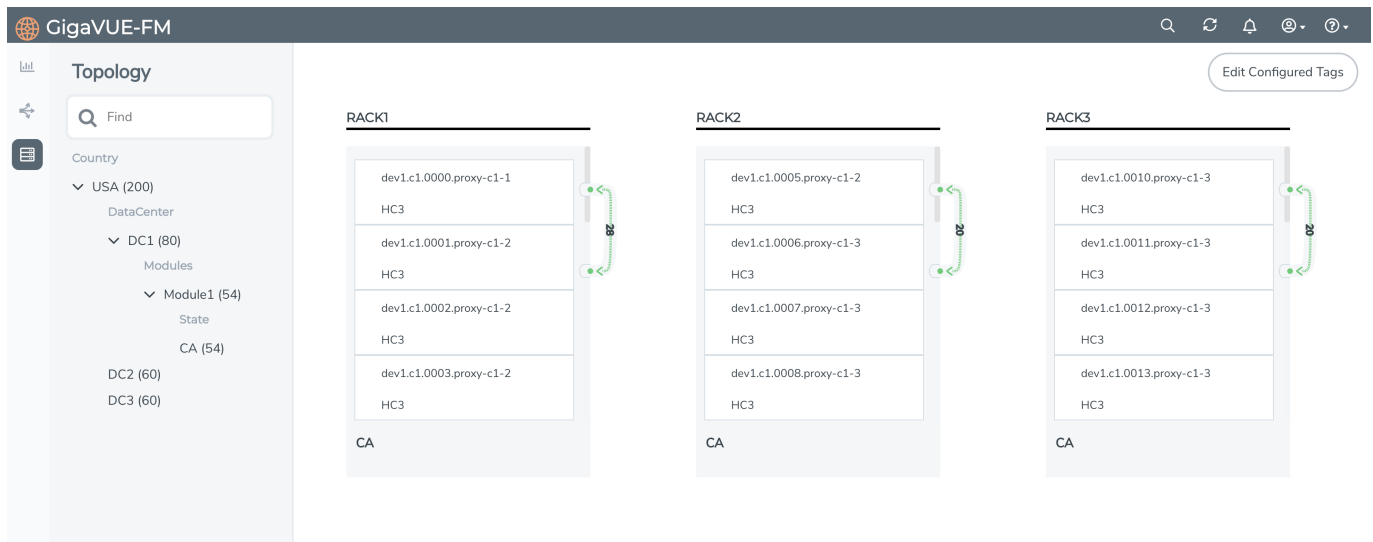 GigaVUE-FM
Topology
Edit Configured Tags
Find
Country
USA (200)
DataCenter
DC1 (80)
Modules
Module1 (54)
State
CA (54)
DC2 (60)
DC3 (60)
RACK1
dev1.c1.0000.proxy-c1-1
HC3
dev1.c1.0001.proxy-c1-2
HC3
dev1.c1.0002.proxy-c1-2
HC3
dev1.c1.0003.proxy-c1-2
HC3
CA
28
RACK2
dev1.c1.0005.proxy-c1-2
HC3
dev1.c1.0006.proxy-c1-3
HC3
dev1.c1.0007.proxy-c1-3
HC3
dev1.c1.0008.proxy-c1-3
HC3
CA
20
RACK3
dev1.c1.0010.proxy-c1-3
HC3
dev1.c1.0011.proxy-c1-3
HC3
dev1.c1.0012.proxy-c1-3
HC3
dev1.c1.0013.proxy-c1-3
HC3
CA
20